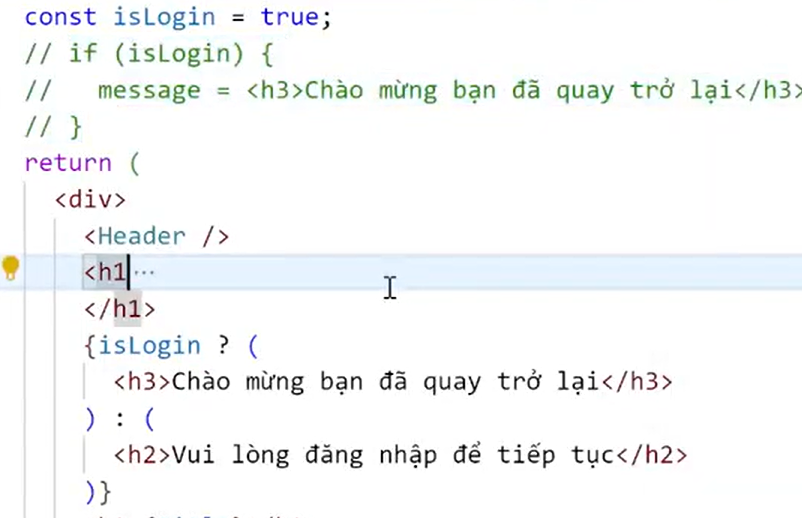 const isLogin = true;
// if (isLogin) {
//   message = <h3>Chào mừng bạn đã quay trở lại</h3>
// }
return (
<div>
<Header />
<h1 ...
</h1>
{isLogin ? (
<h3>Chào mừng bạn đã quay trở lại</h3>
) : (
<h2>Vui lòng đăng nhập để tiếp tục</h2>
)}